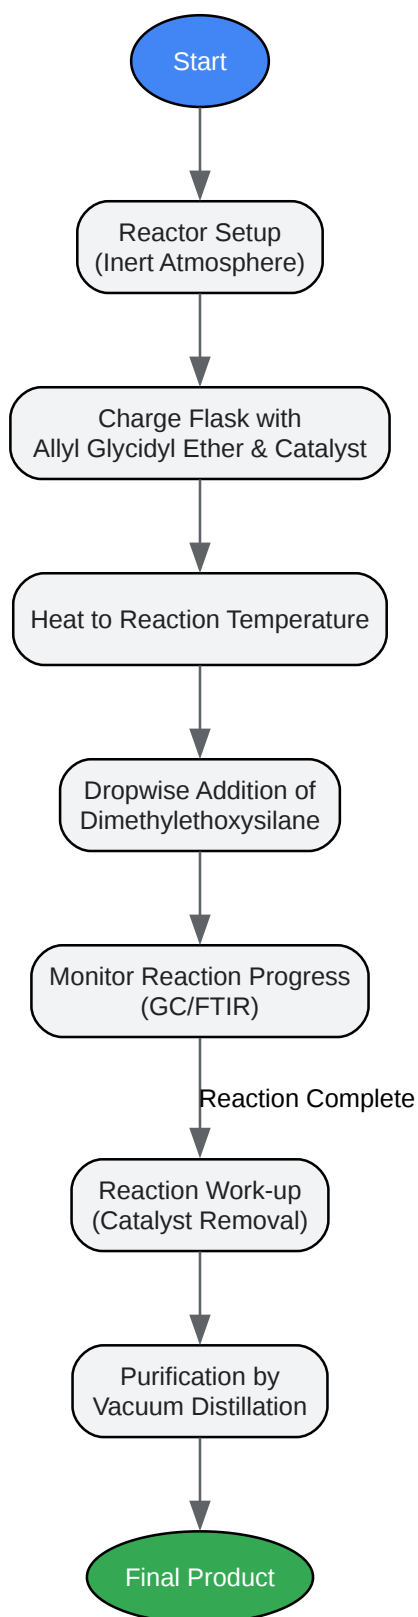 Start
Reactor Setup
(Inert Atmosphere)
Charge Flask with
Allyl Glycidyl Ether & Catalyst
Heat to Reaction Temperature
Dropwise Addition of
Dimethylethoxysilane
Monitor Reaction Progress
(GC/FTIR)
Reaction Complete
Reaction Work-up
(Catalyst Removal)
Purification by
Vacuum Distillation
Final Product